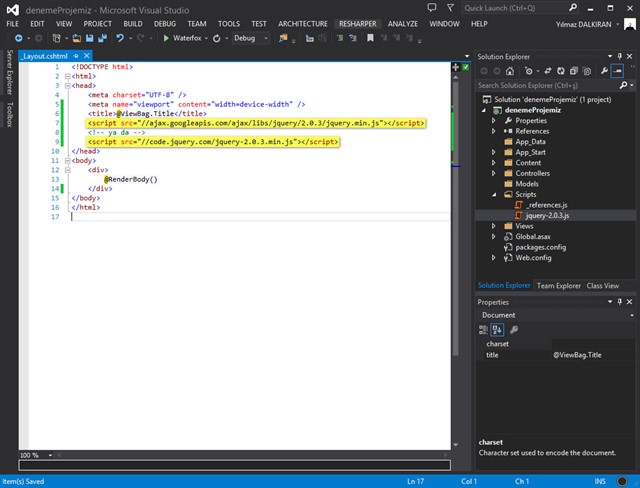 denemeProjemiz - Microsoft Visual Studio
Quick Launch (Ctrl+Q)
FILE EDIT VIEW PROJECT BUILD DEBUG TEAM TOOLS TEST ARCHITECTURE RESHARPER ANALYZE WINDOW
Yılmaz DALKIRAN
HELP
Waterfox Debug
Server Explorer
Toolbox
_Layout.cshtml
1 <!DOCTYPE html>
2 <html>
3 <head>
4 <meta charset="UTF-8" />
5 <meta name="viewport" content="width=device-width" />
6 <title>@ViewBag.Title</title>
7 <script src="//ajax.googleapis.com/ajax/libs/jquery/2.0.3/jquery.min.js"></script>
8 <!-- ya da -->
9 <script src="//code.jquery.com/jquery-2.0.3.min.js"></script>
10 </head>
11 <body>
12 <div>
13 @RenderBody()
14 </div>
15 </body>
16 </html>
17
100 %
Solution Explorer
Search Solution Explorer (Ctrl+ş)
Solution 'denemeProjemiz' (1 project)
denemeProjemiz
Properties
References
App_Data
App_Start
Content
Controllers
Models
Scripts
_references.js
jquery-2.0.3.js
Views
Global.asax
packages.config
Web.config
Solution Explorer Team Explorer Class View
Properties
Document
charset
title @ViewBag.Title
charset
Character set used to encode the document.
Item(s) Saved Ln 17 Col 1 Ch 1 INS